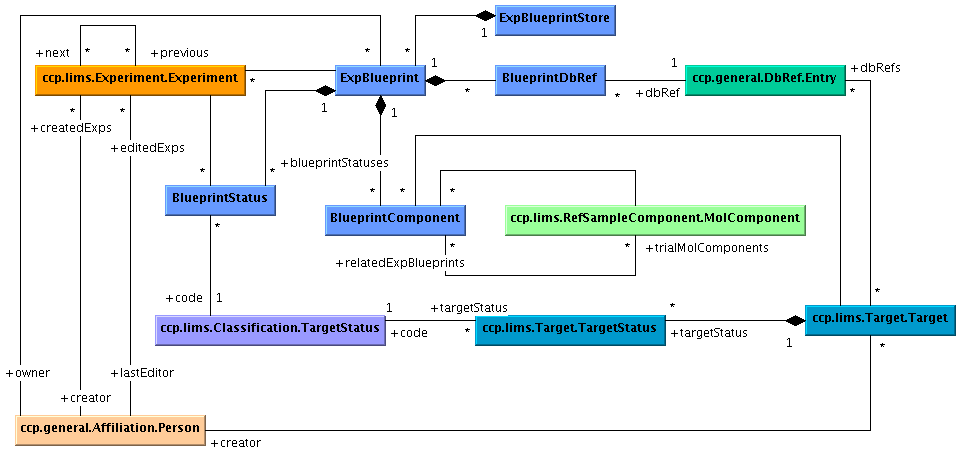 ExpBlueprintStore
1
*
+next
*
*
+previous
*
ccp.lims.Experiment.Experiment
*
ExpBlueprint
1
*
BlueprintDbRef
*
+dbRef
1
ccp.general.DbRef.Entry
+dbRefs
*
*
+createdExps
*
+editedExps
1
1
+blueprintStatuses
*
*
*
*
*
BlueprintStatus
*
BlueprintComponent
*
+relatedExpBlueprints
ccp.lims.RefSampleComponent.MolComponent
*
+trialMolComponents
+code
1
ccp.lims.Classification.TargetStatus
1
+code
+targetStatus
*
ccp.lims.Target.TargetStatus
*
+targetStatus
1
*
ccp.lims.Target.Target
*
+owner
+creator
+lastEditor
ccp.general.Affiliation.Person
+creator